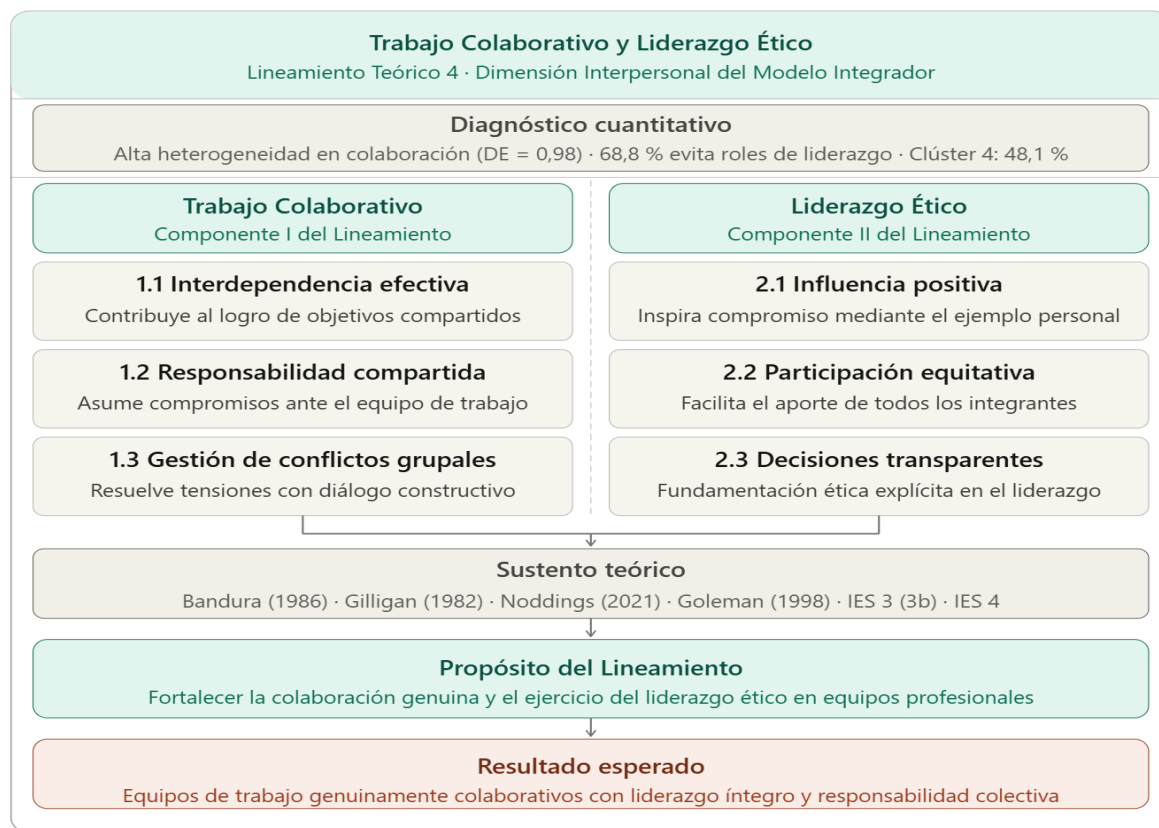 Trabajo Colaborativo y Liderazgo Ético
Lineamiento Teórico 4 · Dimensión Interpersonal del Modelo Integrador
Diagnóstico cuantitativo
Alta heterogeneidad en colaboración (DE = 0,98) · 68,8 % evita roles de liderazgo · Clúster 4: 48,1 %
Trabajo Colaborativo
Componente I del Lineamiento
1.1 Interdependencia efectiva
Contribuye al logro de objetivos compartidos
1.2 Responsabilidad compartida
Asume compromisos ante el equipo de trabajo
1.3 Gestión de conflictos grupales
Resuelve tensiones con diálogo constructivo
Liderazgo Ético
Componente II del Lineamiento
2.1 Influencia positiva
Inspira compromiso mediante el ejemplo personal
2.2 Participación equitativa
Facilita el aporte de todos los integrantes
2.3 Decisiones transparentes
Fundamentación ética explícita en el liderazgo
Sustento teórico
Bandura (1986) · Gilligan (1982) · Noddings (2021) · Goleman (1998) · IES 3 (3b) · IES 4
Propósito del Lineamiento
Fortalecer la colaboración genuina y el ejercicio del liderazgo ético en equipos profesionales
Resultado esperado
Equipos de trabajo genuinamente colaborativos con liderazgo íntegro y responsabilidad colectiva